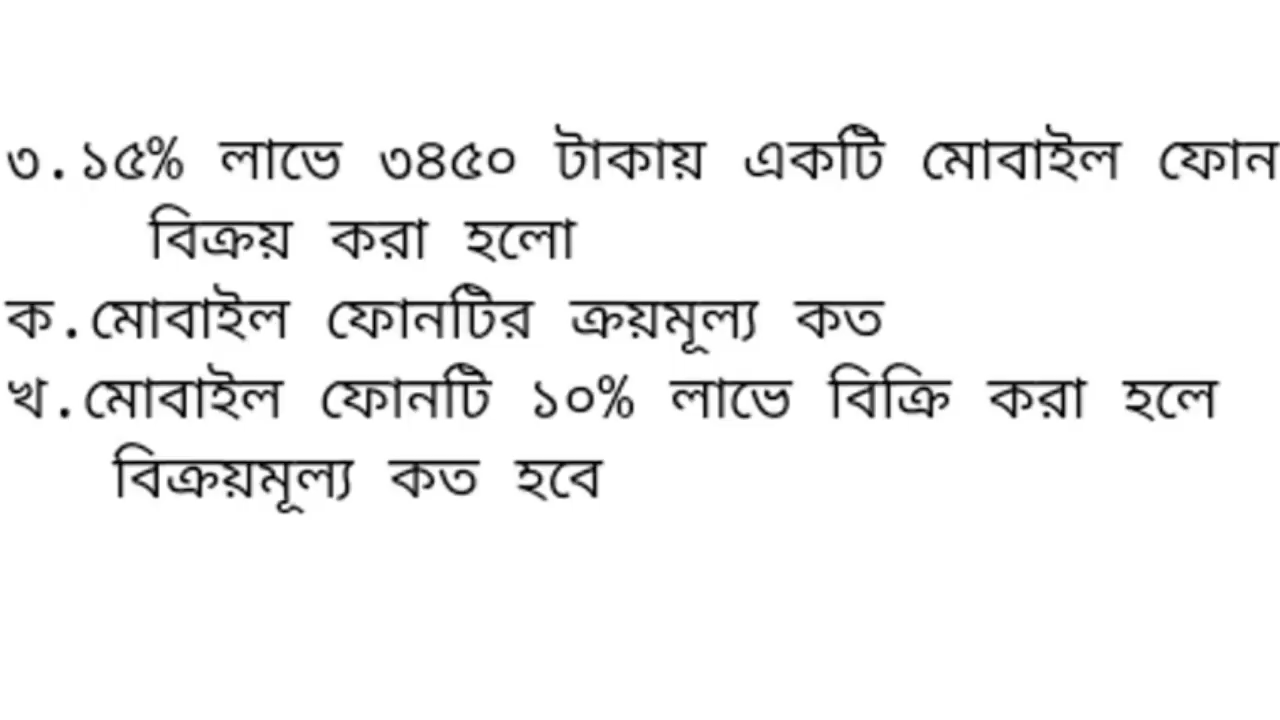 ৩.১৫% লাভে ৩৪৫০ টাকায় একটি মোবাইল ফোন
বিক্রয় করা হলো
ক.মোবাইল ফোনটির ক্রয়মূল্য কত
খ.মোবাইল ফোনটি ১০% লাভে বিক্রি করা হলে
বিক্রয়মূল্য কত হবে